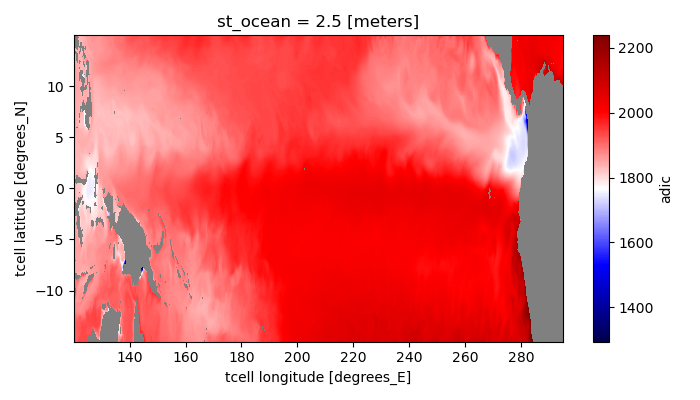 st_ocean = 2.5 [meters]
tcell latitude [degrees_N]
10
5
0
−5
−10
140 160 180 200 220 240 260 280
tcell longitude [degrees_E]
2200
2000
1800
1600
1400
adic